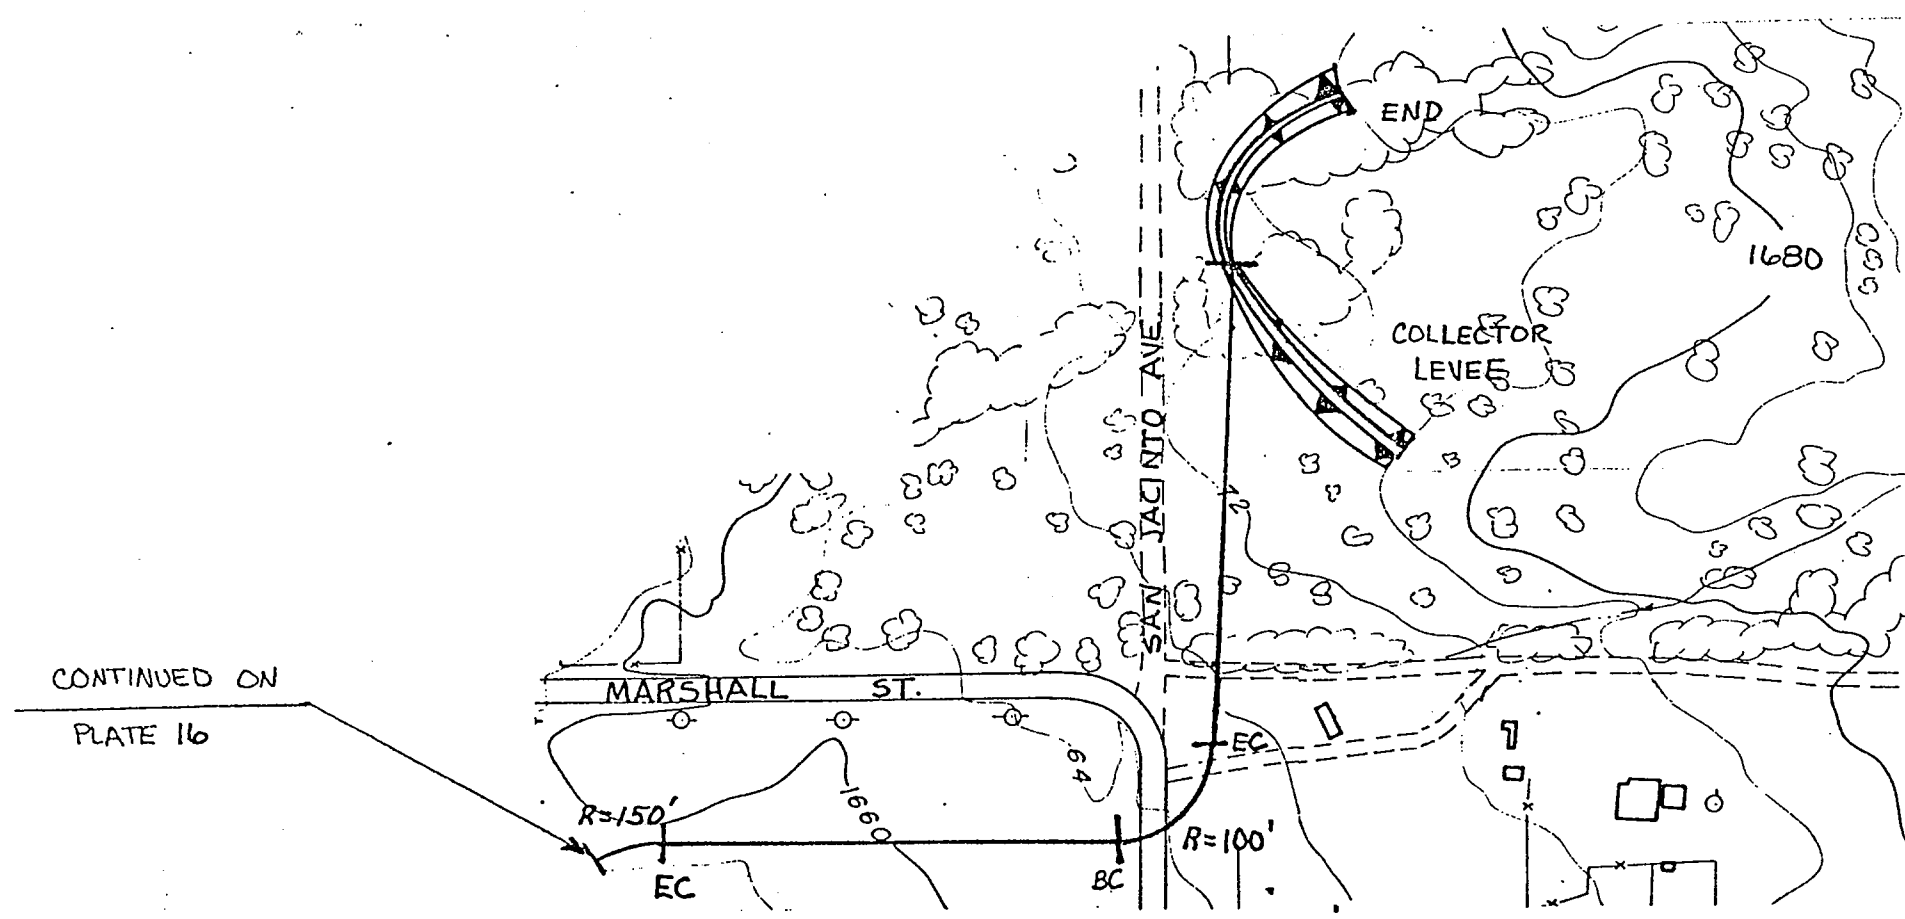 END
1680
COLLECTOR
LEVEE
SAN JACINTO AVE
72
CONTINUED ON
PLATE 16
MARSHALL ST.
EC
64
1660
R=150'
R=100'
EC
BC